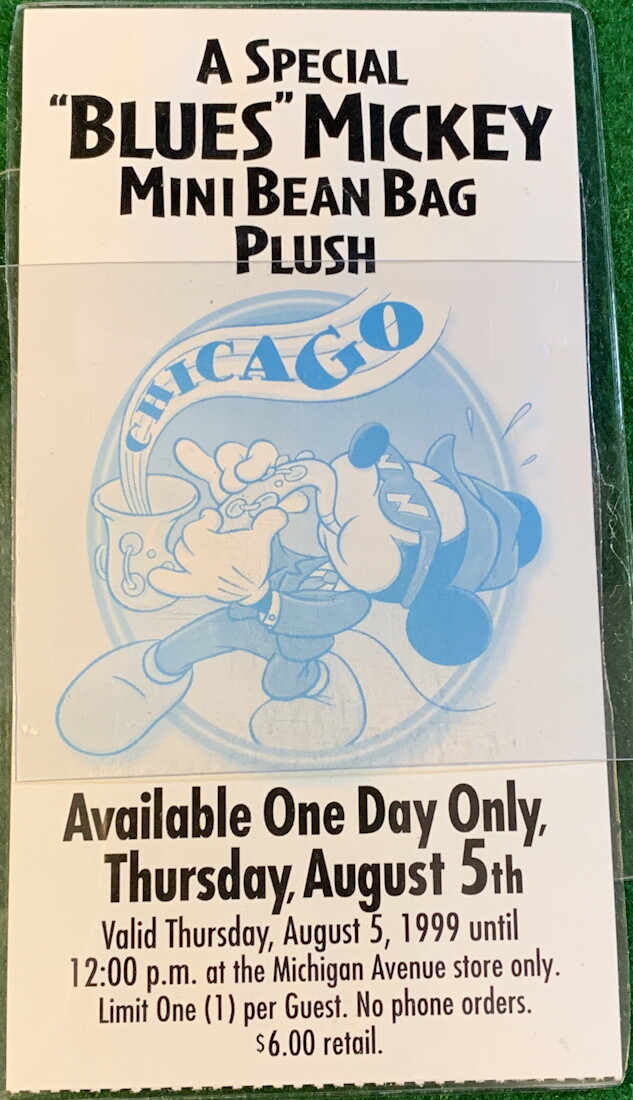 A SPECIAL
"BLUES" MICKEY
MINI BEAN BAG
PLUSH
CHICAGO
Available One Day Only,
Thursday, August 5th
Valid Thursday, August 5, 1999 until
12:00 p.m. at the Michigan Avenue store only.
Limit One (1) per Guest. No phone orders.
$6.00 retail.